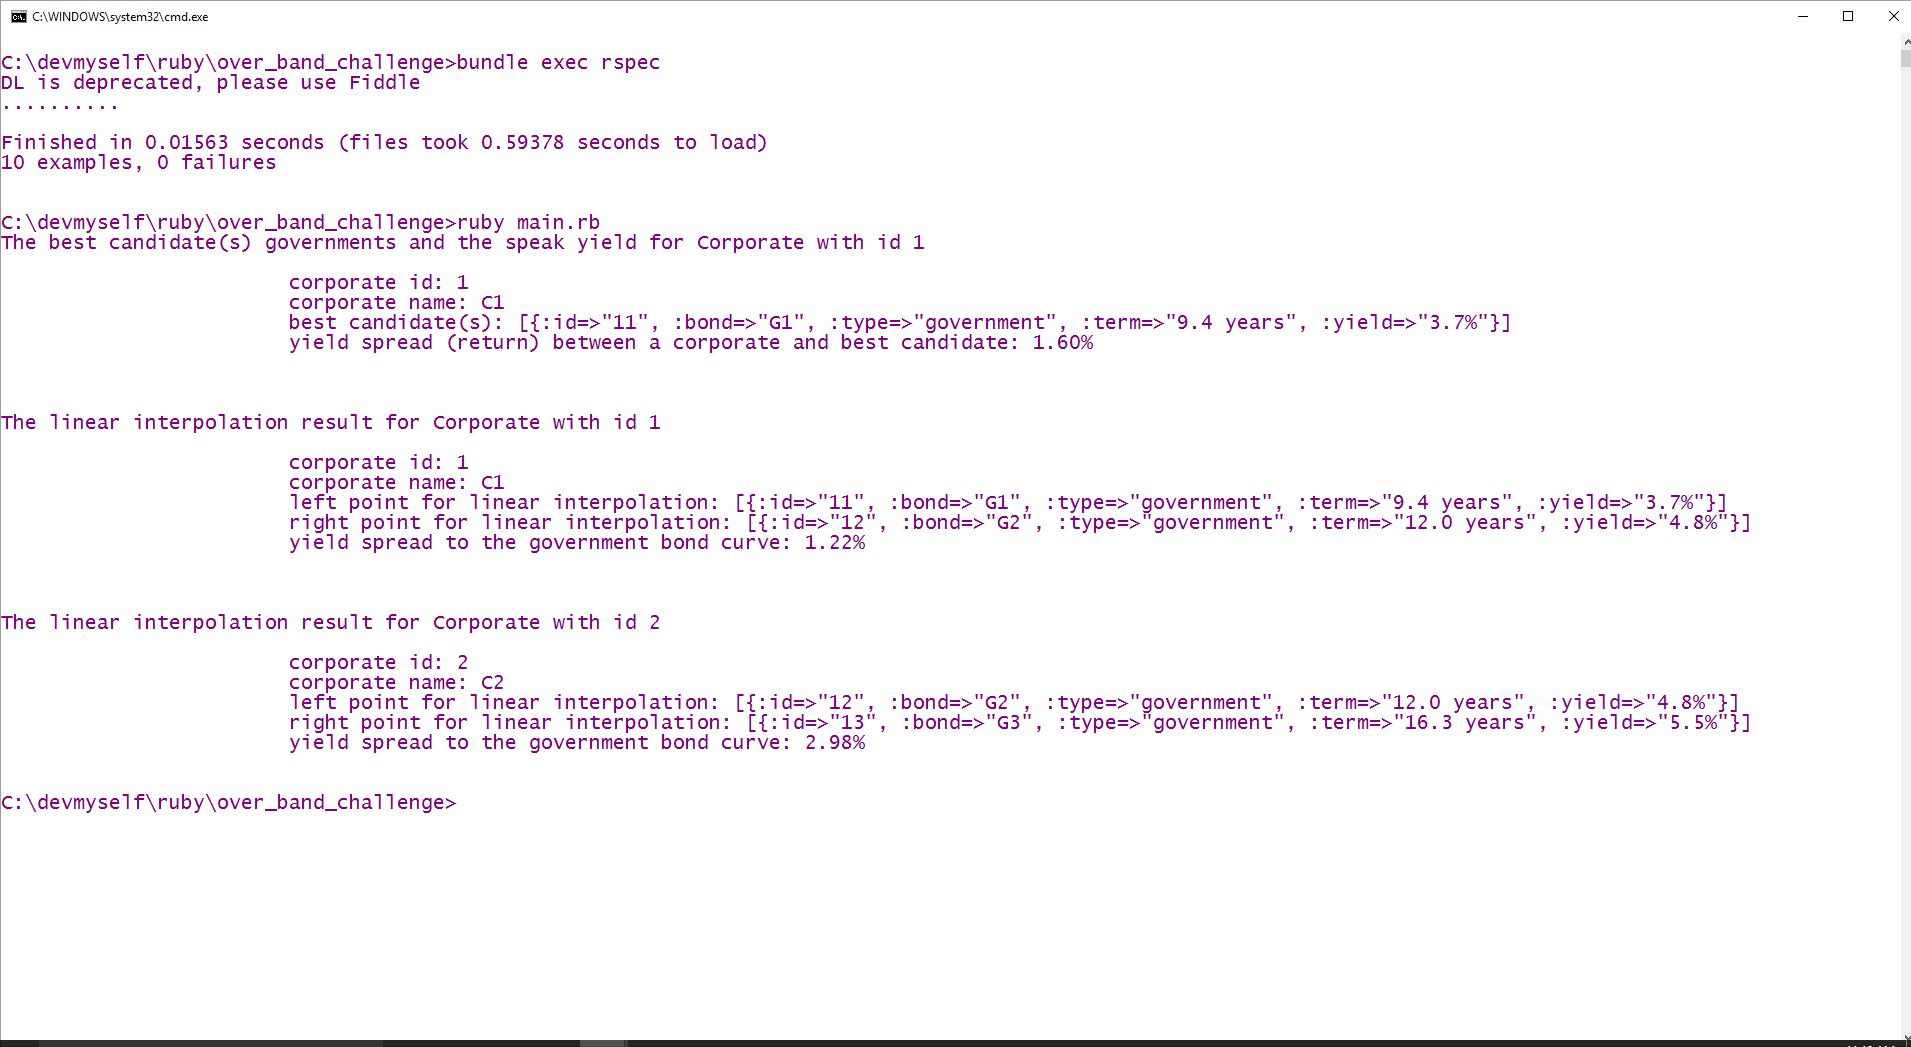 C:\WINDOWS\system32\cmd.exe
C:\devmyself\ruby\over_band_challenge>bundle exec rspec
DL is deprecated, please use Fiddle
..........
Finished in 0.01563 seconds (files took 0.59378 seconds to load)
10 examples, 0 failures
C:\devmyself\ruby\over_band_challenge>ruby main.rb
The best candidate(s) governments and the speak yield for Corporate with id 1
corporate id: 1
corporate name: C1
best candidate(s): [{:id=>"11", :bond=>"G1", :type=>"government", :term=>"9.4 years", :yield=>"3.7%"}]
yield spread (return) between a corporate and best candidate: 1.60%
The linear interpolation result for Corporate with id 1
corporate id: 1
corporate name: C1
left point for linear interpolation: [{:id=>"11", :bond=>"G1", :type=>"government", :term=>"9.4 years", :yield=>"3.7%"}]
right point for linear interpolation: [{:id=>"12", :bond=>"G2", :type=>"government", :term=>"12.0 years", :yield=>"4.8%"}]
yield spread to the government bond curve: 1.22%
The linear interpolation result for Corporate with id 2
corporate id: 2
corporate name: C2
left point for linear interpolation: [{:id=>"12", :bond=>"G2", :type=>"government", :term=>"12.0 years", :yield=>"4.8%"}]
right point for linear interpolation: [{:id=>"13", :bond=>"G3", :type=>"government", :term=>"16.3 years", :yield=>"5.5%"}]
yield spread to the government bond curve: 2.98%
C:\devmyself\ruby\over_band_challenge>